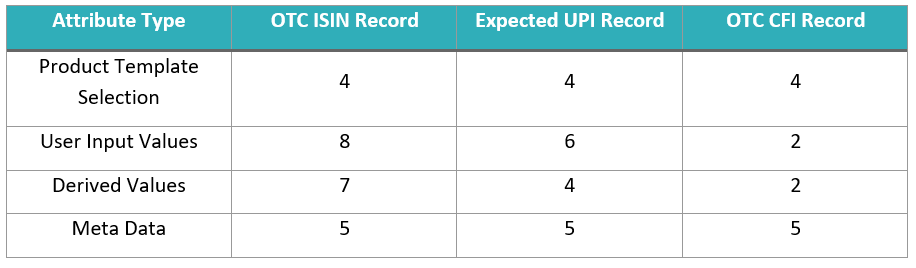 Attribute Type OTC ISIN Record Expected UPI Record OTC CFI Record
Product Template
Selection 4 4 4
User Input Values 8 6 2
Derived Values 7 4 2
Meta Data 5 5 5